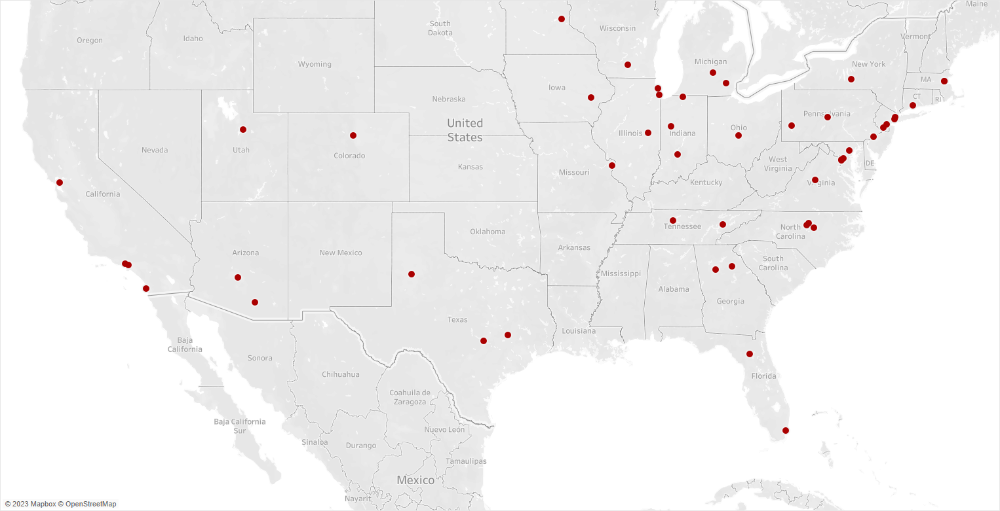 Maine
Oregon
Idaho
South
Dakota
Wisconsin
Vermont
Wyoming
Michigan
New York
Iowa
MA
Nebraska
CT
RI
United
States
Pennsylvania
Nevada
Utah
Colorado
Illinois
Indiana
Ohio
Kansas
Missouri
West
Virginia
DE
California
Kentucky
Virginia
Arizona
New Mexico
Oklahoma
Arkansas
Tennessee
North
Carolina
South
Carolina
Mississippi
Alabama
Georgia
Texas
Louisiana
Baja
California
Sonora
Chihuahua
Florida
Coahuila de
Zaragoza
Baja California
Sur
Nuevo León
Sinaloa
Durango
Tamaulipas
Mexico
Nayarit
© 2023 Mapbox © OpenStreetMap